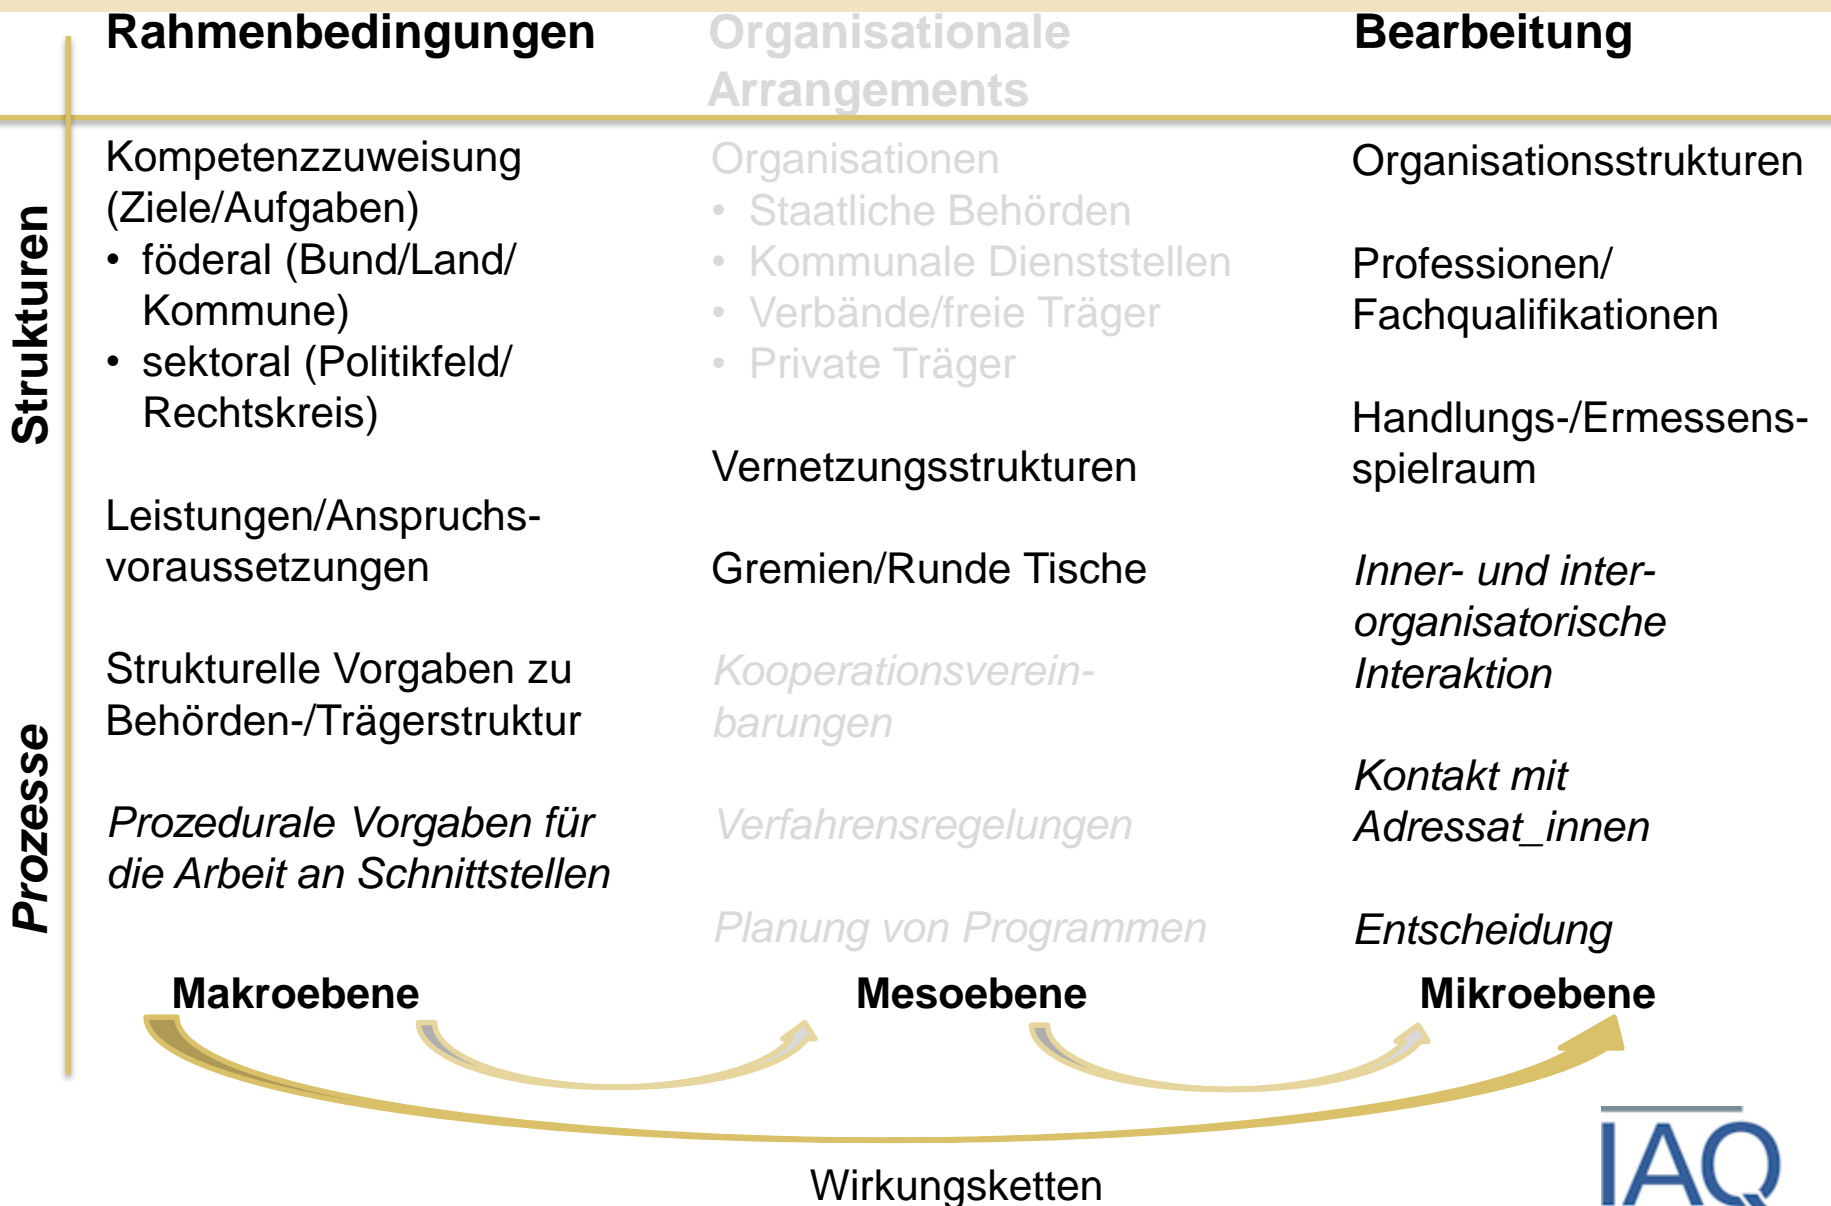 Rahmenbedingungen
Organisationale
Arrangements
Bearbeitung
Strukturen
Prozesse
Kompetenzzuweisung
(Ziele/Aufgaben)
• föderal (Bund/Land/
Kommune)
• sektoral (Politikfeld/
Rechtskreis)
Leistungen/Anspruchs-
voraussetzungen
Strukturelle Vorgaben zu
Behörden-/Trägerstruktur
Prozedurale Vorgaben für
die Arbeit an Schnittstellen
Organisationen
• Staatliche Behörden
• Kommunale Dienststellen
• Verbände/freie Träger
• Private Träger
Vernetzungsstrukturen
Gremien/Runde Tische
Kooperationsverein-
barungen
Verfahrensregelungen
Planung von Programmen
Organisationsstrukturen
Professionen/
Fachqualifikationen
Handlungs-/Ermessens-
spielraum
Inner- und inter-
organisatorische
Interaktion
Kontakt mit
Adressat_innen
Entscheidung
Makroebene
Mesoebene
Mikroebene
Wirkungsketten
IAQ